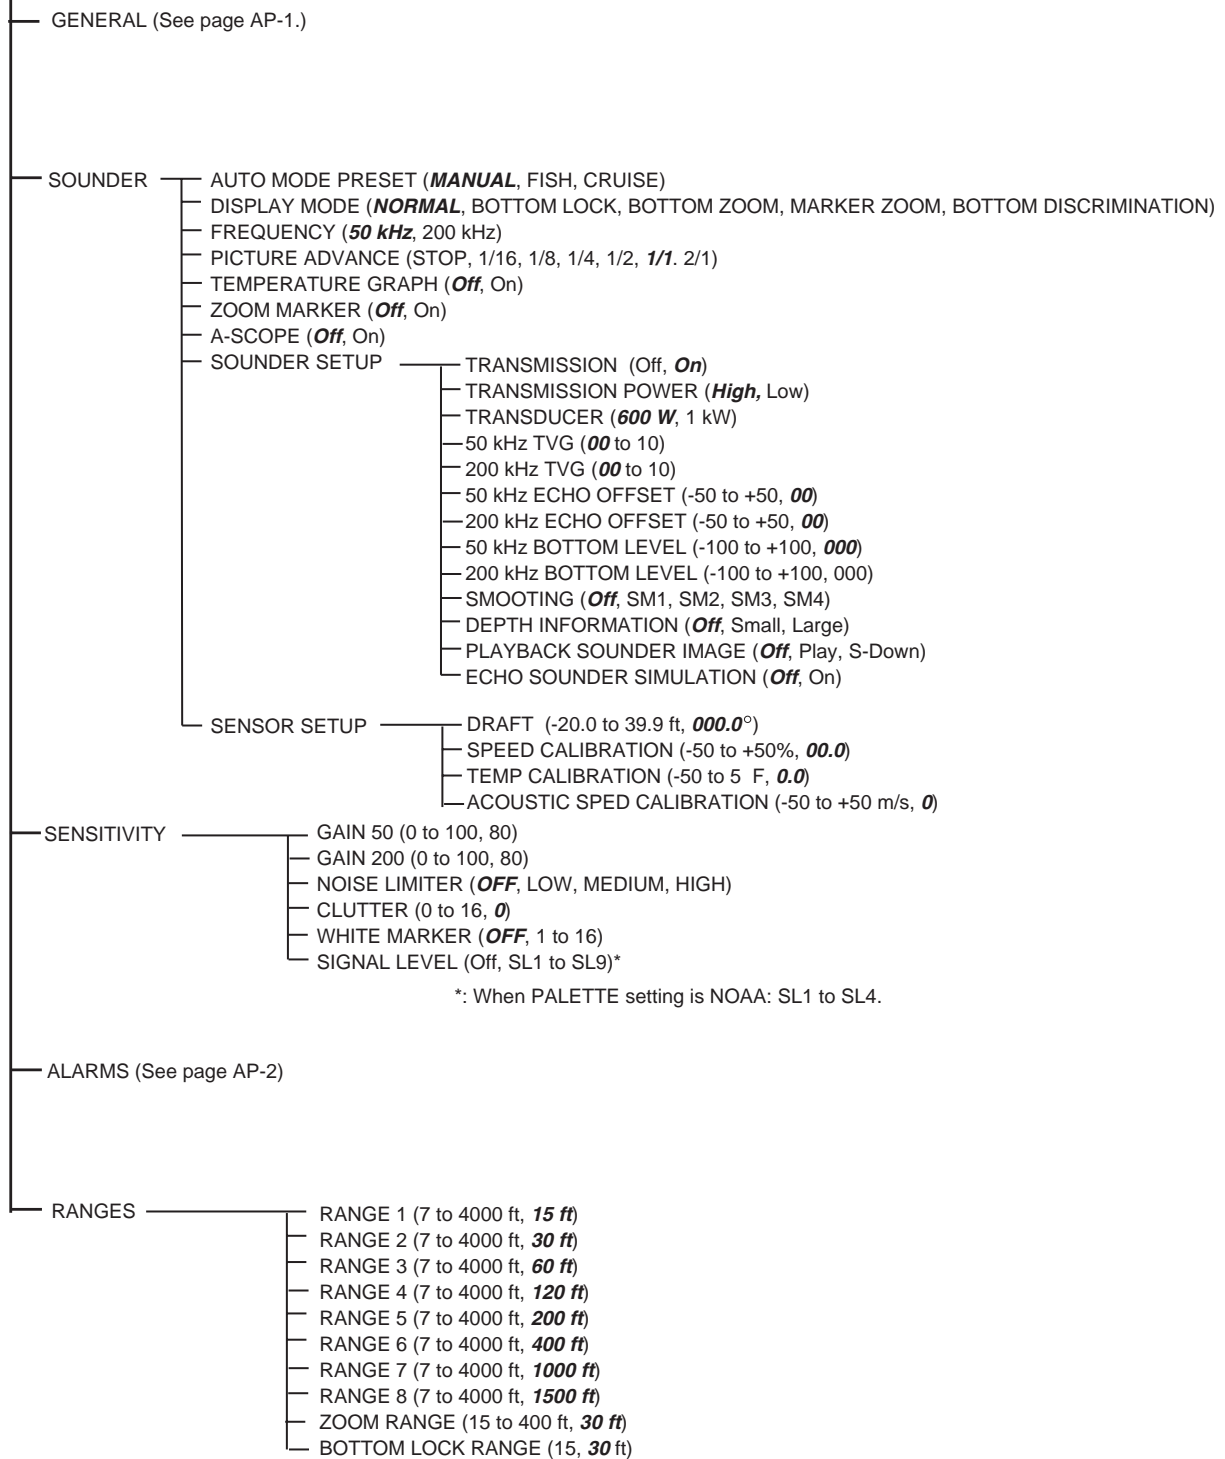 GENERAL (See page AP-1.)
SOUNDER
AUTO MODE PRESET (MANUAL, FISH, CRUISE)
DISPLAY MODE (NORMAL, BOTTOM LOCK, BOTTOM ZOOM, MARKER ZOOM, BOTTOM DISCRIMINATION)
FREQUENCY (50 kHz, 200 kHz)
PICTURE ADVANCE (STOP, 1/16, 1/8, 1/4, 1/2, 1/1. 2/1)
TEMPERATURE GRAPH (Off, On)
ZOOM MARKER (Off, On)
A-SCOPE (Off, On)
SOUNDER SETUP
TRANSMISSION (Off, On)
TRANSMISSION POWER (High, Low)
TRANSDUCER (600 W, 1 kW)
50 kHz TVG (00 to 10)
200 kHz TVG (00 to 10)
50 kHz ECHO OFFSET (-50 to +50, 00)
200 kHz ECHO OFFSET (-50 to +50, 00)
50 kHz BOTTOM LEVEL (-100 to +100, 000)
200 kHz BOTTOM LEVEL (-100 to +100, 000)
SMOOTING (Off, SM1, SM2, SM3, SM4)
DEPTH INFORMATION (Off, Small, Large)
PLAYBACK SOUNDER IMAGE (Off, Play, S-Down)
ECHO SOUNDER SIMULATION (Off, On)
SENSOR SETUP
DRAFT (-20.0 to 39.9 ft, 000.0°)
SPEED CALIBRATION (-50 to +50%, 00.0)
TEMP CALIBRATION (-50 to 5 F, 0.0)
ACOUSTIC SPED CALIBRATION (-50 to +50 m/s, 0)
SENSITIVITY
GAIN 50 (0 to 100, 80)
GAIN 200 (0 to 100, 80)
NOISE LIMITER (OFF, LOW, MEDIUM, HIGH)
CLUTTER (0 to 16, 0)
WHITE MARKER (OFF, 1 to 16)
SIGNAL LEVEL (Off, SL1 to SL9)*
*: When PALETTE setting is NOAA: SL1 to SL4.
ALARMS (See page AP-2)
RANGES
RANGE 1 (7 to 4000 ft, 15 ft)
RANGE 2 (7 to 4000 ft, 30 ft)
RANGE 3 (7 to 4000 ft, 60 ft)
RANGE 4 (7 to 4000 ft, 120 ft)
RANGE 5 (7 to 4000 ft, 200 ft)
RANGE 6 (7 to 4000 ft, 400 ft)
RANGE 7 (7 to 4000 ft, 1000 ft)
RANGE 8 (7 to 4000 ft, 1500 ft)
ZOOM RANGE (15 to 400 ft, 30 ft)
BOTTOM LOCK RANGE (15, 30 ft)